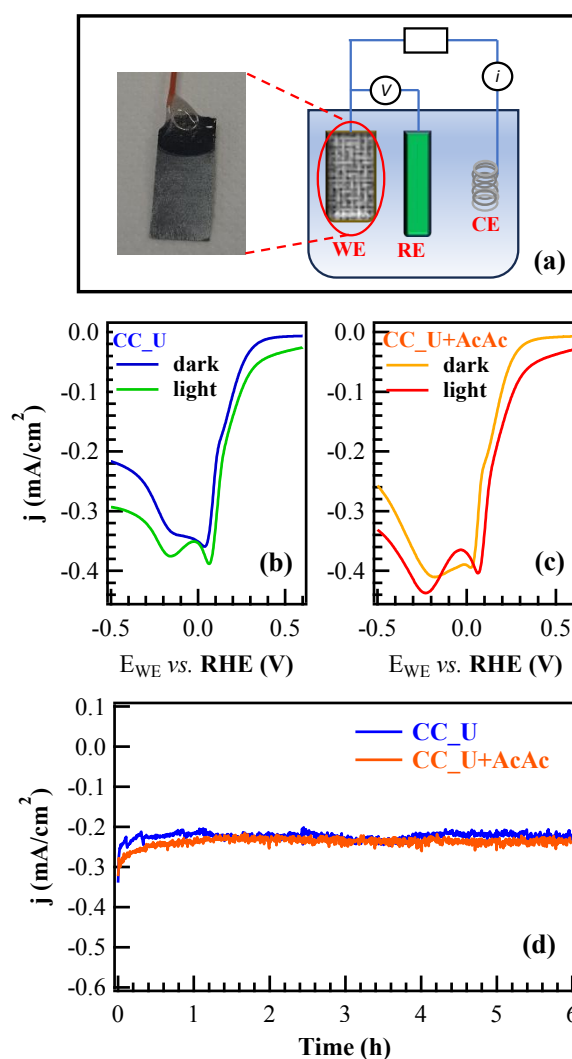 V
i
WE
RE
CE
(a)
CC_U
dark
light
(b)
0.0
-0.1
-0.2
-0.3
-0.4
j (mA/cm²)
-0.5
0.0
0.5
E_WE vs. RHE (V)
CC_U+AcAc
dark
light
(c)
0.0
-0.1
-0.2
-0.3
-0.4
-0.5
0.0
0.5
E_WE vs. RHE (V)
CC_U
CC_U+AcAc
(d)
0.1
0.0
-0.1
-0.2
-0.3
-0.4
-0.5
-0.6
j (mA/cm²)
0
1
2
3
4
5
6
Time (h)